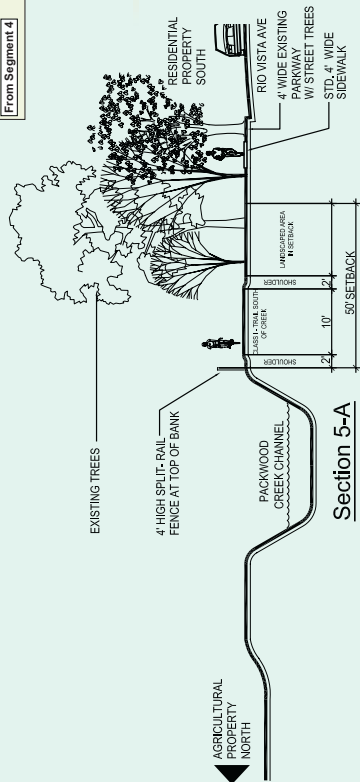 From Segment 4
EXISTING TREES
4' HIGH SPLIT- RAIL
FENCE AT TOP OF BANK
AGRICULTURAL
PROPERTY
NORTH
PACKWOOD
CREEK CHANNEL
SHOULDER
CLASS I - TRAIL SOUTH
OF CREEK
SHOULDER
LANDSCAPED AREA
IN SETBACK
2'
10'
2'
50' SETBACK
RESIDENTIAL
PROPERTY
SOUTH
RIO VISTA AVE
4' WIDE EXISTING
PARKWAY
W/ STREET TREES
STD. 4' WIDE
SIDEWALK
Section 5-A